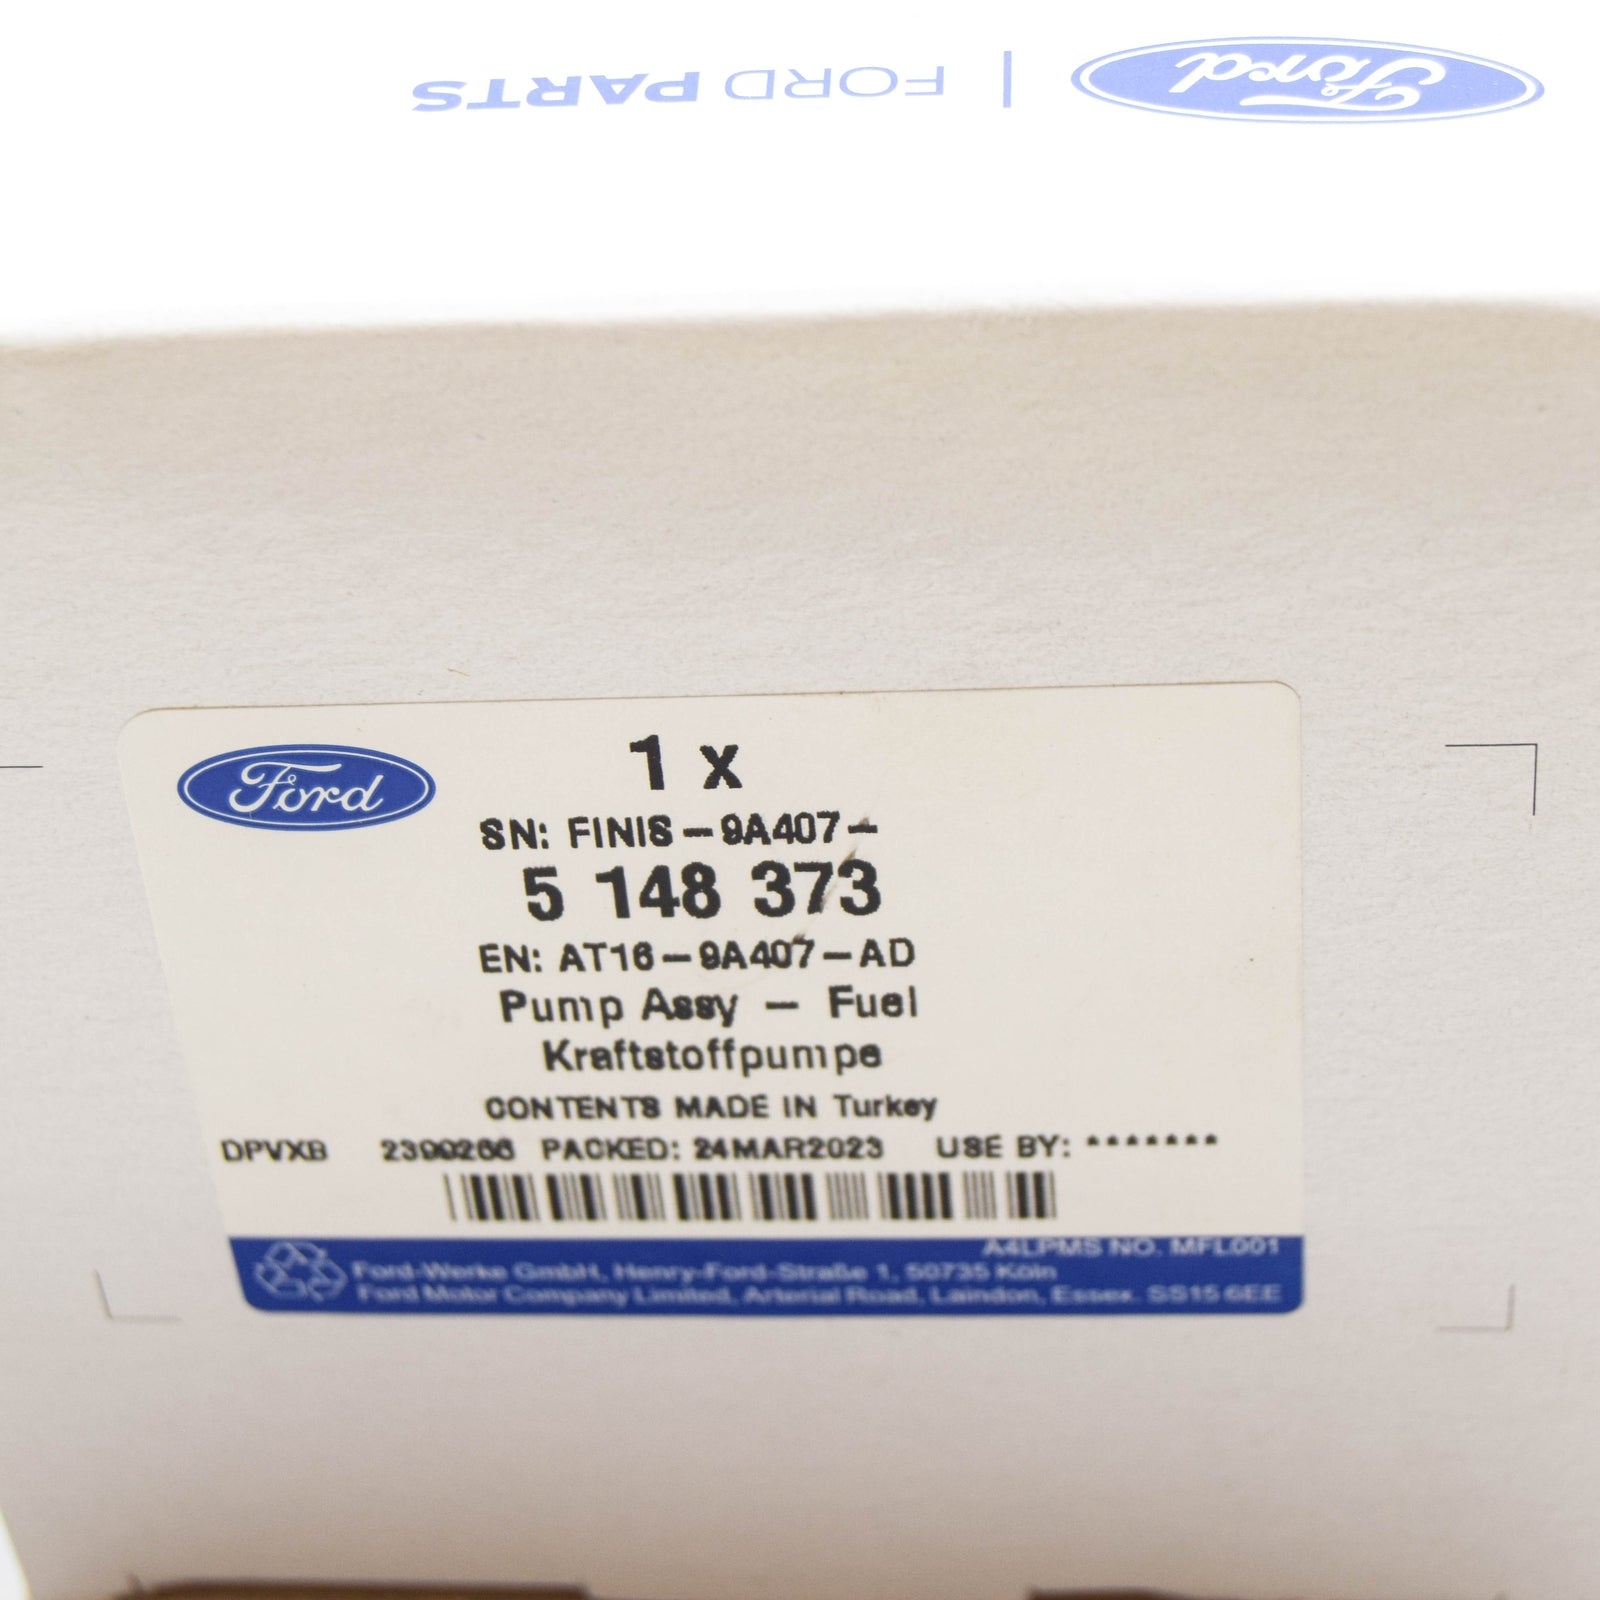 Ford | FORD PARTS
Ford
1 x
SN: FINIS-9A407-
5 148 373
EN: AT16-9A407-AD
Pump Assy - Fuel
Kraftstoffpumpe
CONTENTS MADE IN Turkey
DPVXB PACKED: 24MAR2023 USE BY: *******
A4LPMS NO. MFL001
Ford-Werke GmbH, Henry-Ford-Straße 1, 50735 Köln
Ford Motor Company Limited, Arterial Road, Laindon, Essex. SS15 6EE